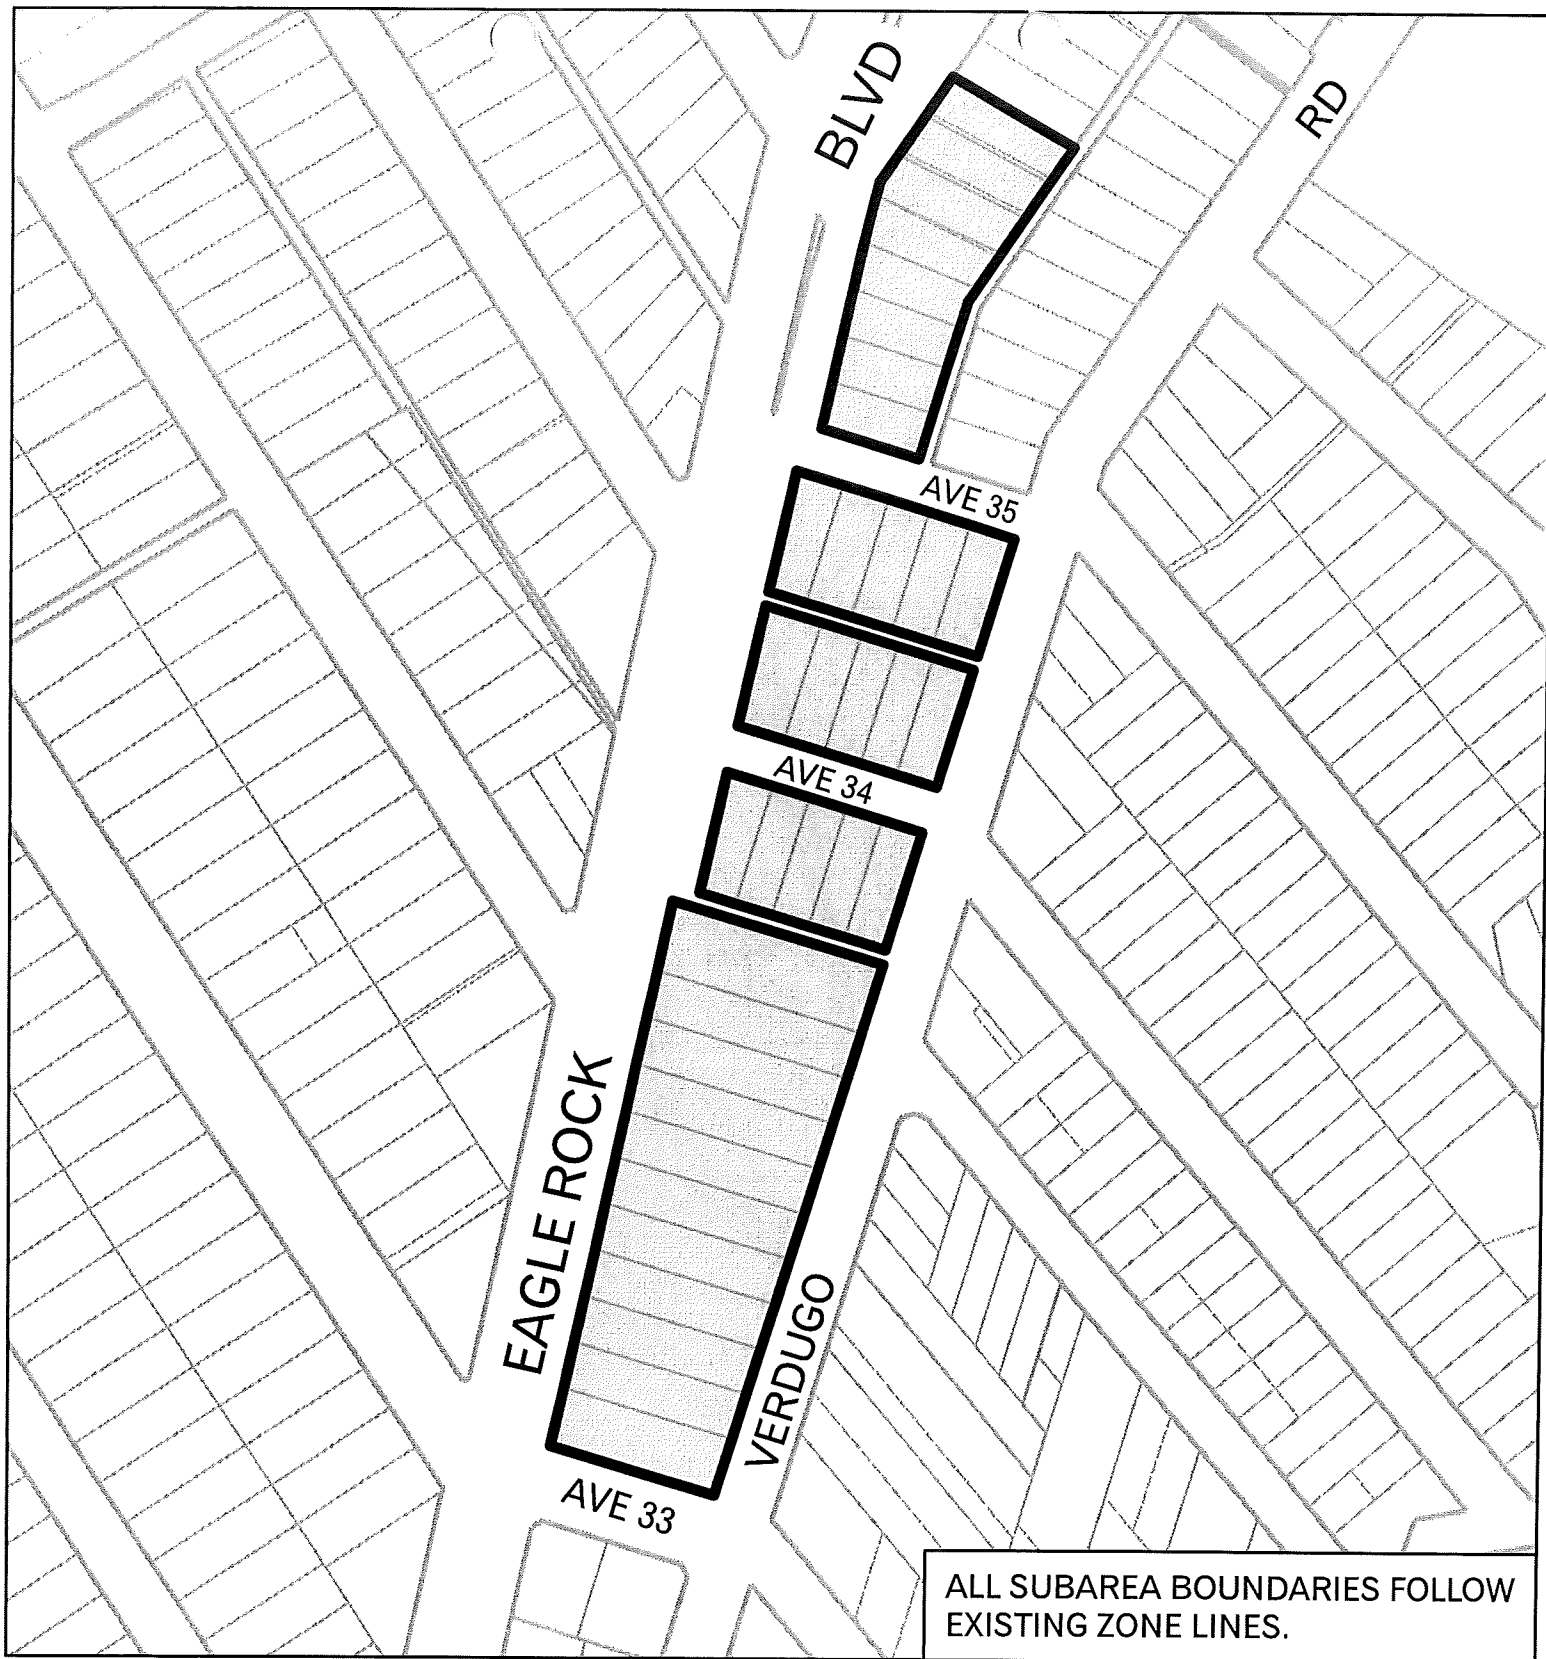 BLVD
RD
AVE 35
AVE 34
EAGLE ROCK
VERDUGO
AVE 33
ALL SUBAREA BOUNDARIES FOLLOW
EXISTING ZONE LINES.